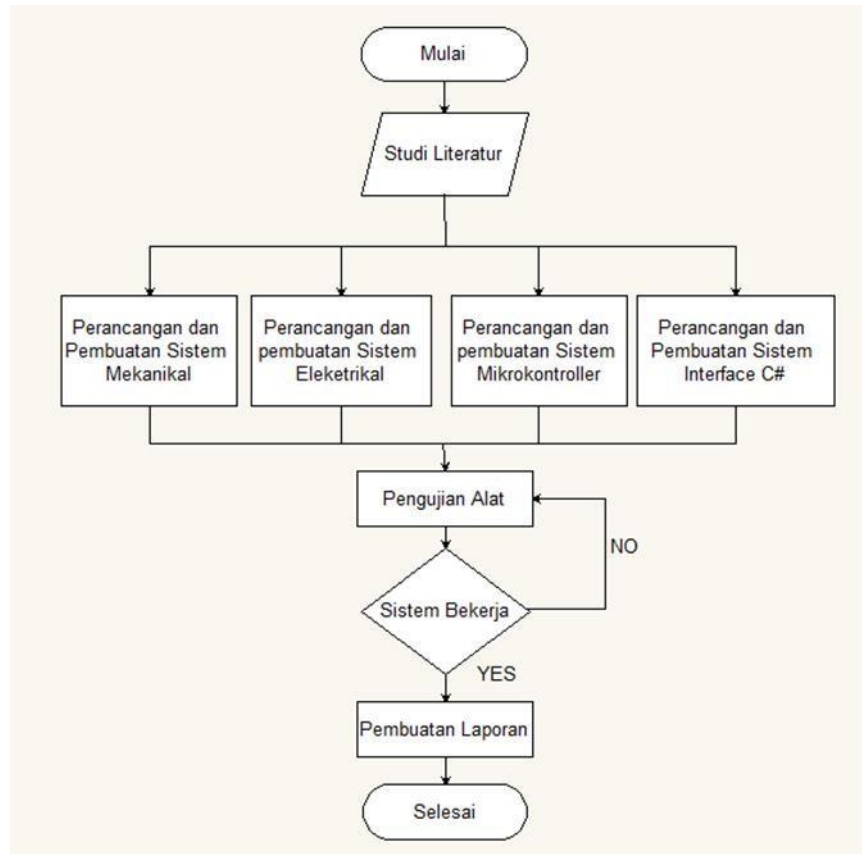 Mulai
Studi Literatur
Perancangan dan
Pembuatan Sistem
Mekanikal
Perancangan dan
pembuatan Sistem
Eleketrikal
Perancangan dan
pembuatan Sistem
Mikrokontroller
Perancangan dan
Pembuatan Sistem
Interface C#
Pengujian Alat
NO
Sistem Bekerja
YES
Pembuatan Laporan
Selesai